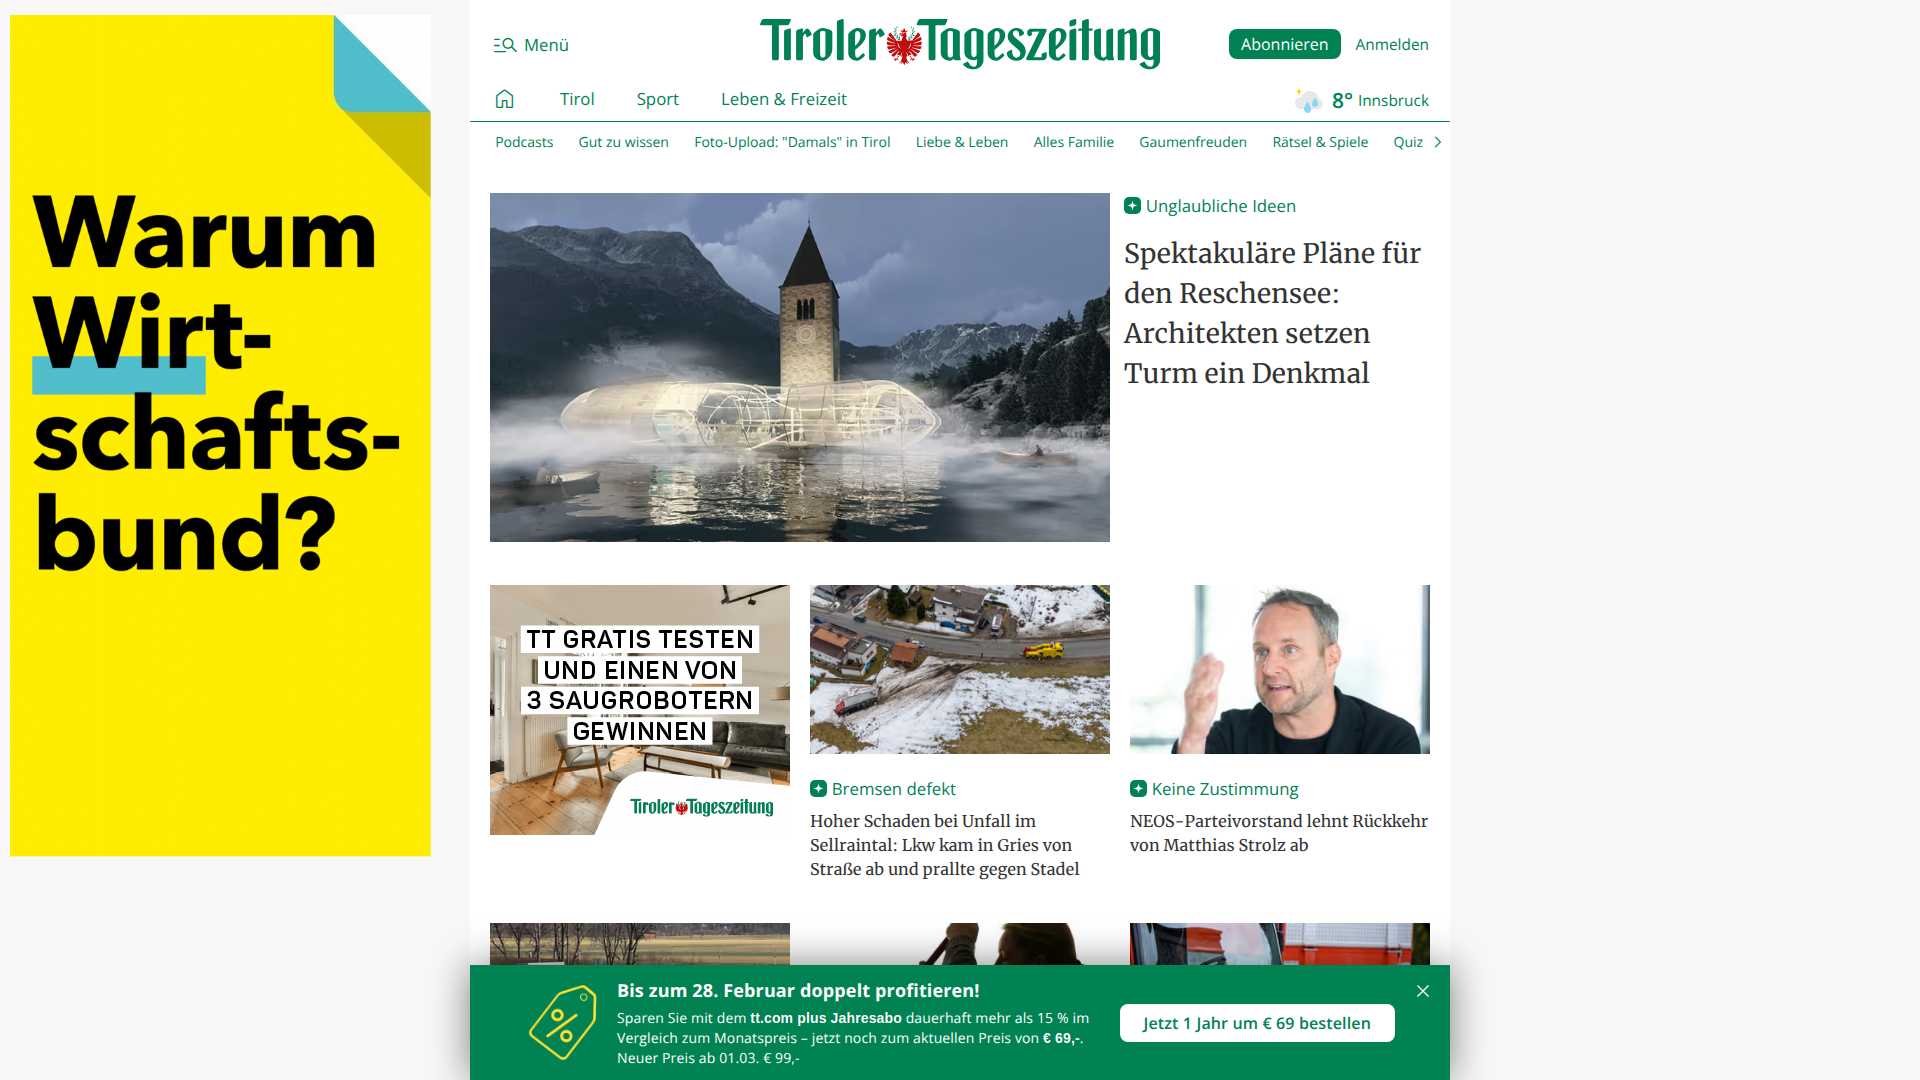 Warum
Wirt-
schafts-
bund?
Menü
Tiroler Tageszeitung
Abonnieren
Anmelden
Tirol
Sport
Leben & Freizeit
8° Innsbruck
Podcasts
Gut zu wissen
Foto-Upload: "Damals" in Tirol
Liebe & Leben
Alles Familie
Gaumenfreuden
Rätsel & Spiele
Quiz
Unglaubliche Ideen
Spektakuläre Pläne für
den Reschensee:
Architekten setzen
Turm ein Denkmal
TT GRATIS TESTEN
UND EINEN VON
3 SAUGROBOTERN
GEWINNEN
Tiroler Tageszeitung
Bremsen defekt
Hoher Schaden bei Unfall im
Sellraintal: Lkw kam in Gries von
Straße ab und prallte gegen Stadel
Keine Zustimmung
NEOS-Parteivorstand lehnt Rückkehr
von Matthias Strolz ab
Bis zum 28. Februar doppelt profitieren!
Sparen Sie mit dem tt.com plus Jahresabo dauerhaft mehr als 15 % im
Vergleich zum Monatspreis – jetzt noch zum aktuellen Preis von € 69,-.
Neuer Preis ab 01.03. € 99,-
Jetzt 1 Jahr um € 69 bestellen